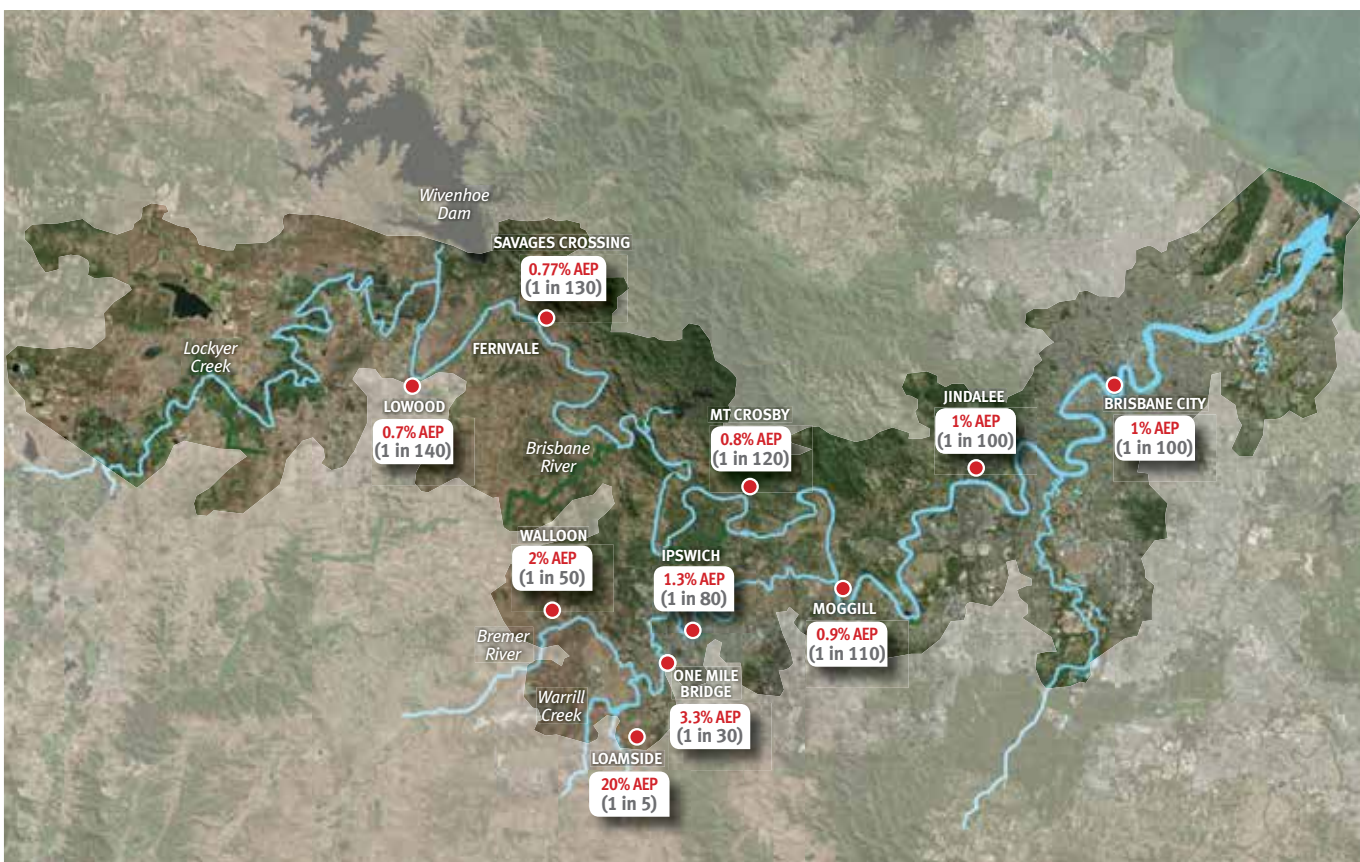 Wivenhoe
Dam
SAVAGES CROSSING
0.77% AEP
(1 in 130)
FERNVALE
Lockyer
Creek
LOWOOD
0.7% AEP
(1 in 140)
Brisbane
River
MT CROSBY
0.8% AEP
(1 in 120)
JINDALEE
1% AEP
(1 in 100)
BRISBANE CITY
1% AEP
(1 in 100)
WALLOON
2% AEP
(1 in 50)
IPSWICH
1.3% AEP
(1 in 80)
MOGGILL
0.9% AEP
(1 in 110)
Bremer
River
Warrill
Creek
ONE MILE
BRIDGE
3.3% AEP
(1 in 30)
LOAMSIDE
20% AEP
(1 in 5)